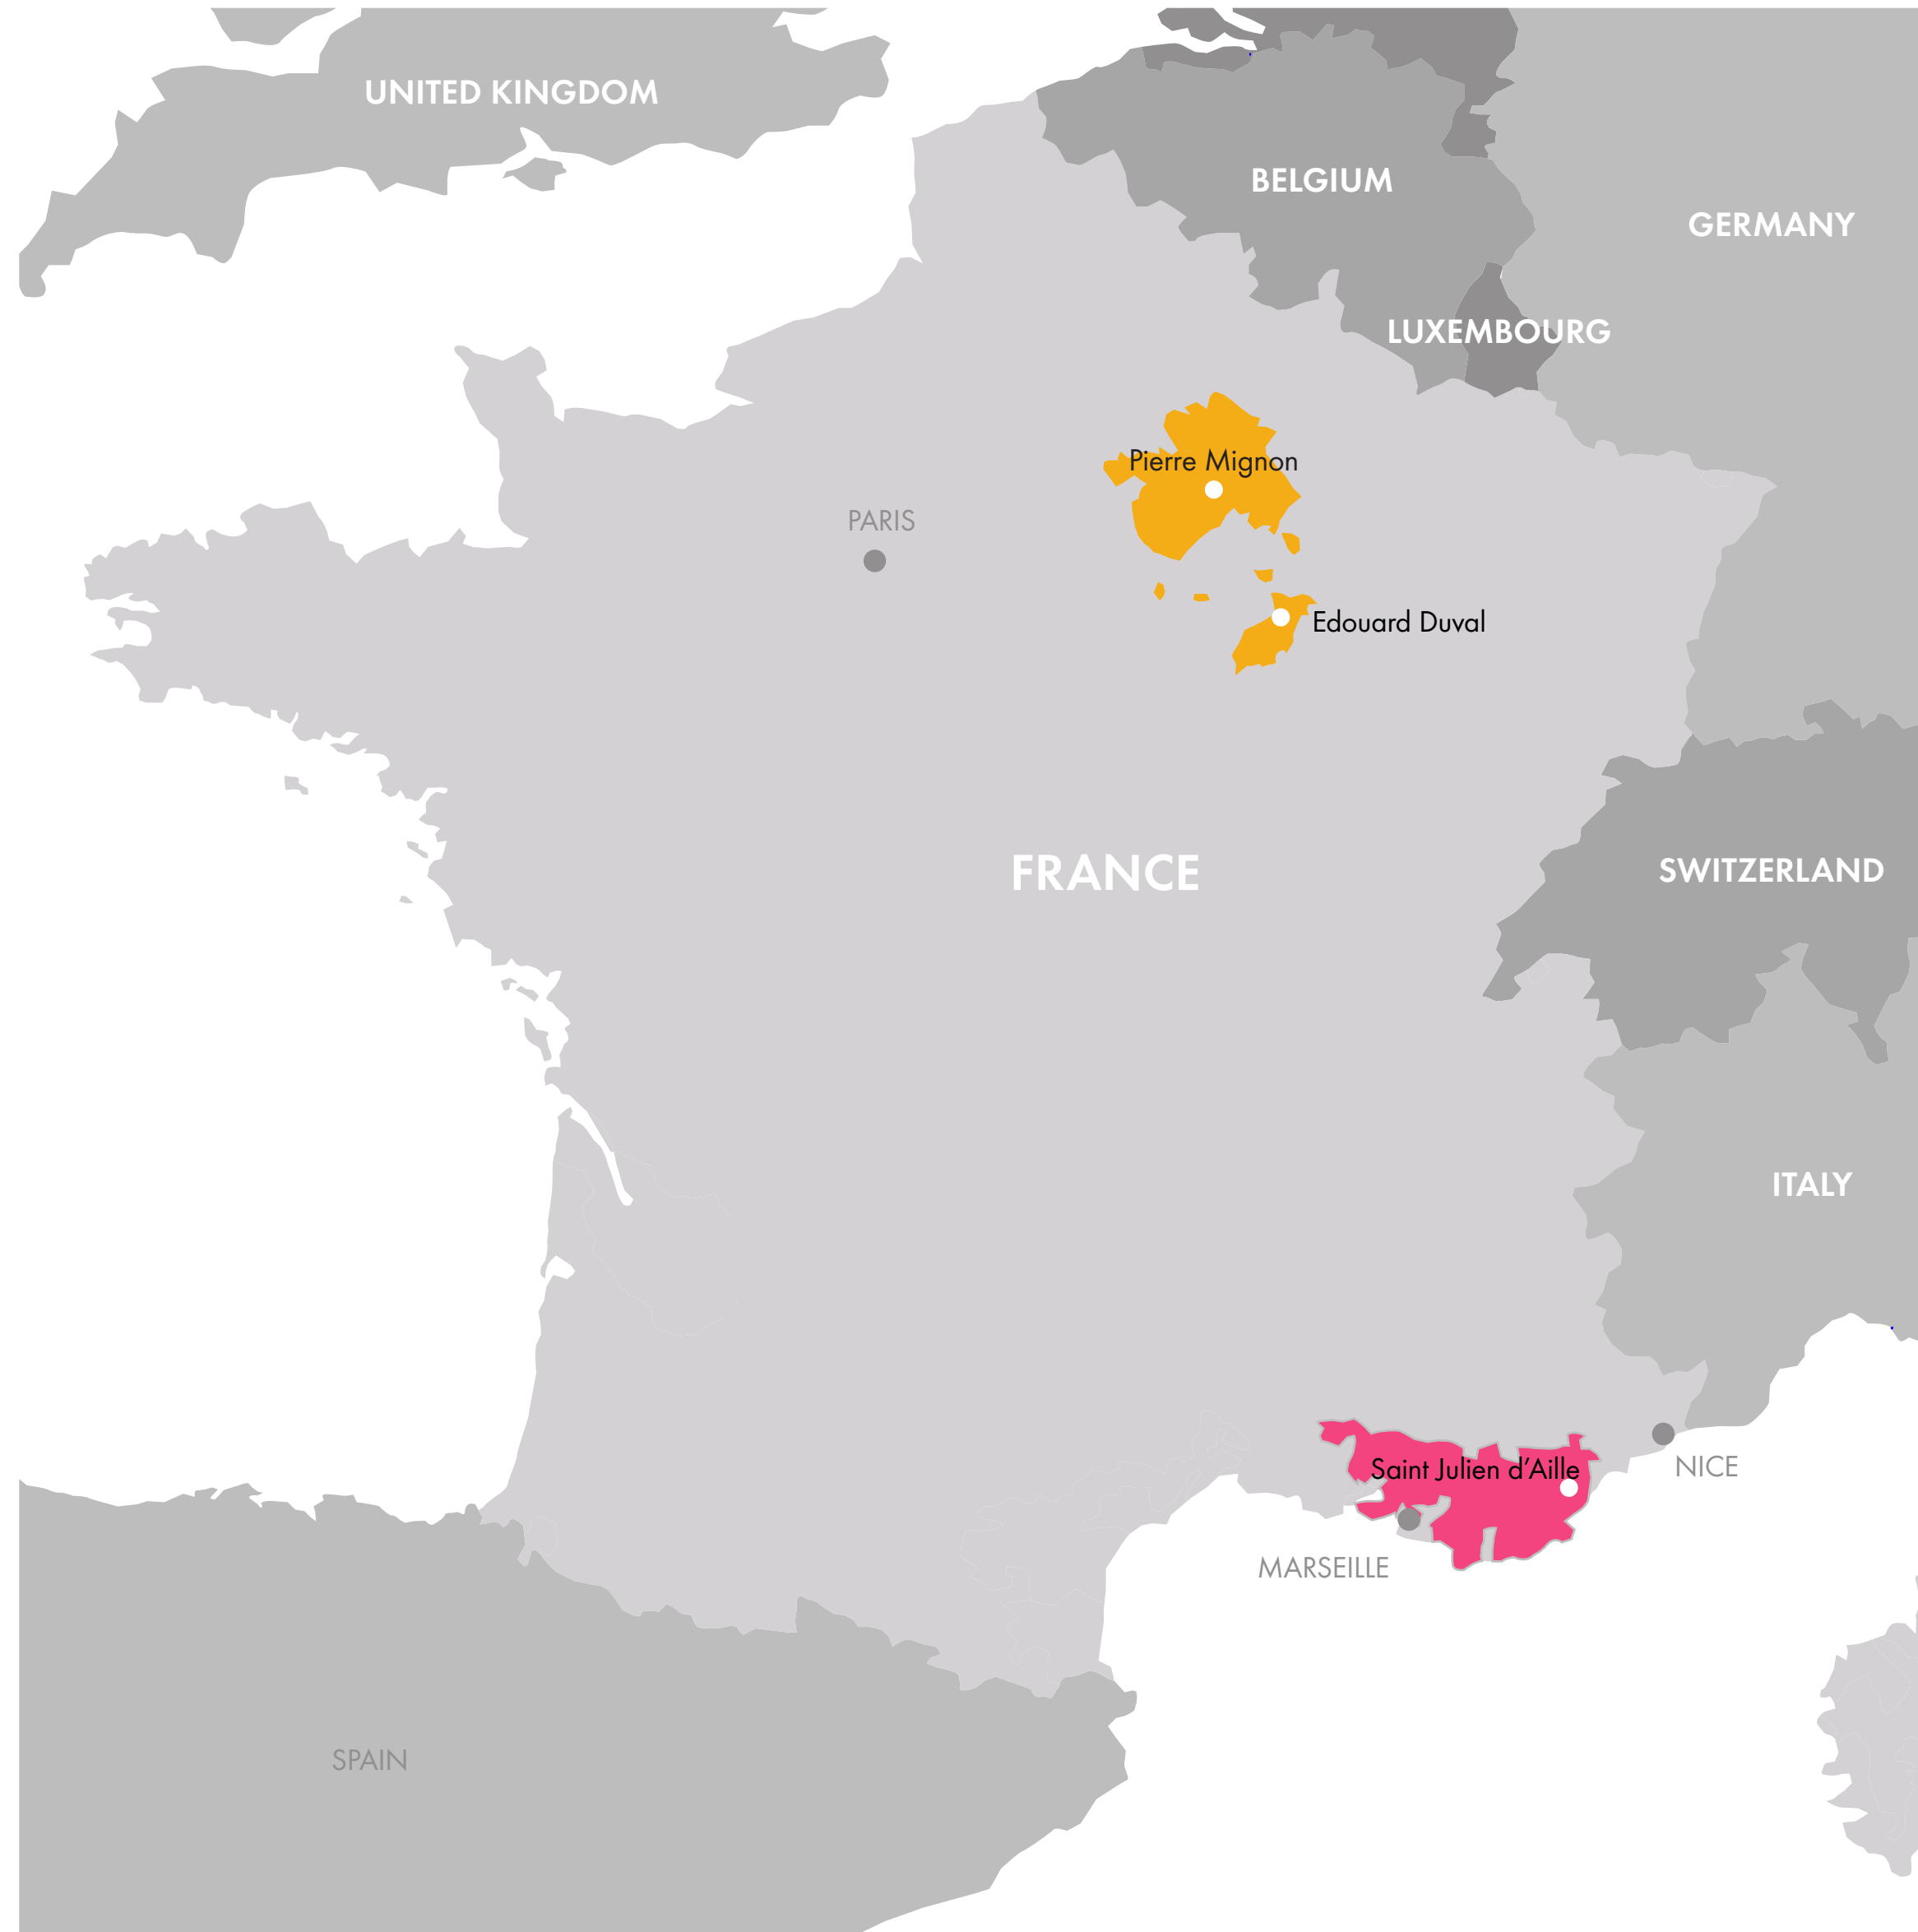 UNITED KINGDOM
BELGIUM
GERMANY
LUXEMBOURG
Pierre Mignon
PARIS
Edouard Duval
FRANCE
SWITZERLAND
ITALY
Saint Julien d'Aille
NICE
MARSEILLE
SPAIN